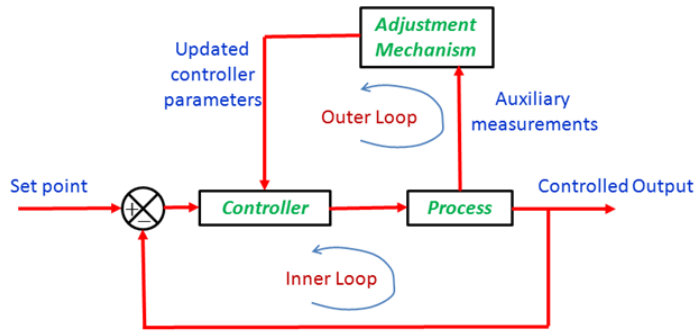 Adjustment
Mechanism
Updated
controller
parameters
Outer Loop
Auxiliary
measurements
Set point
+
−
Controller
Process
Controlled Output
Inner Loop